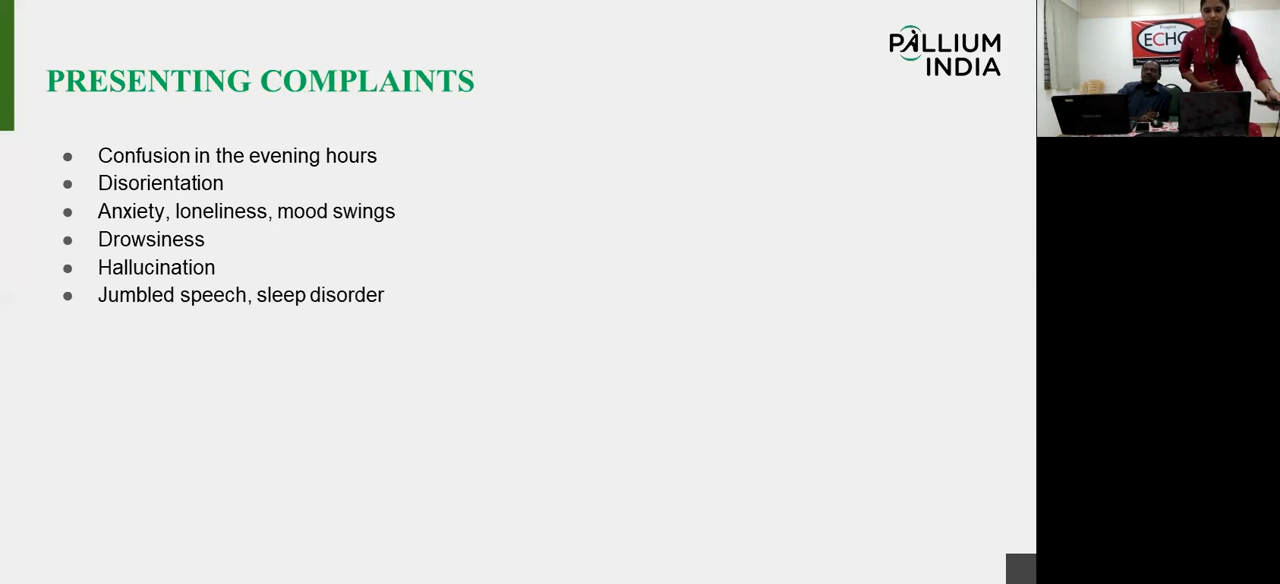 PALLIUM
INDIA
PRESENTING COMPLAINTS
Confusion in the evening hours
Disorientation
Anxiety, loneliness, mood swings
Drowsiness
Hallucination
Jumbled speech, sleep disorder
ECHO